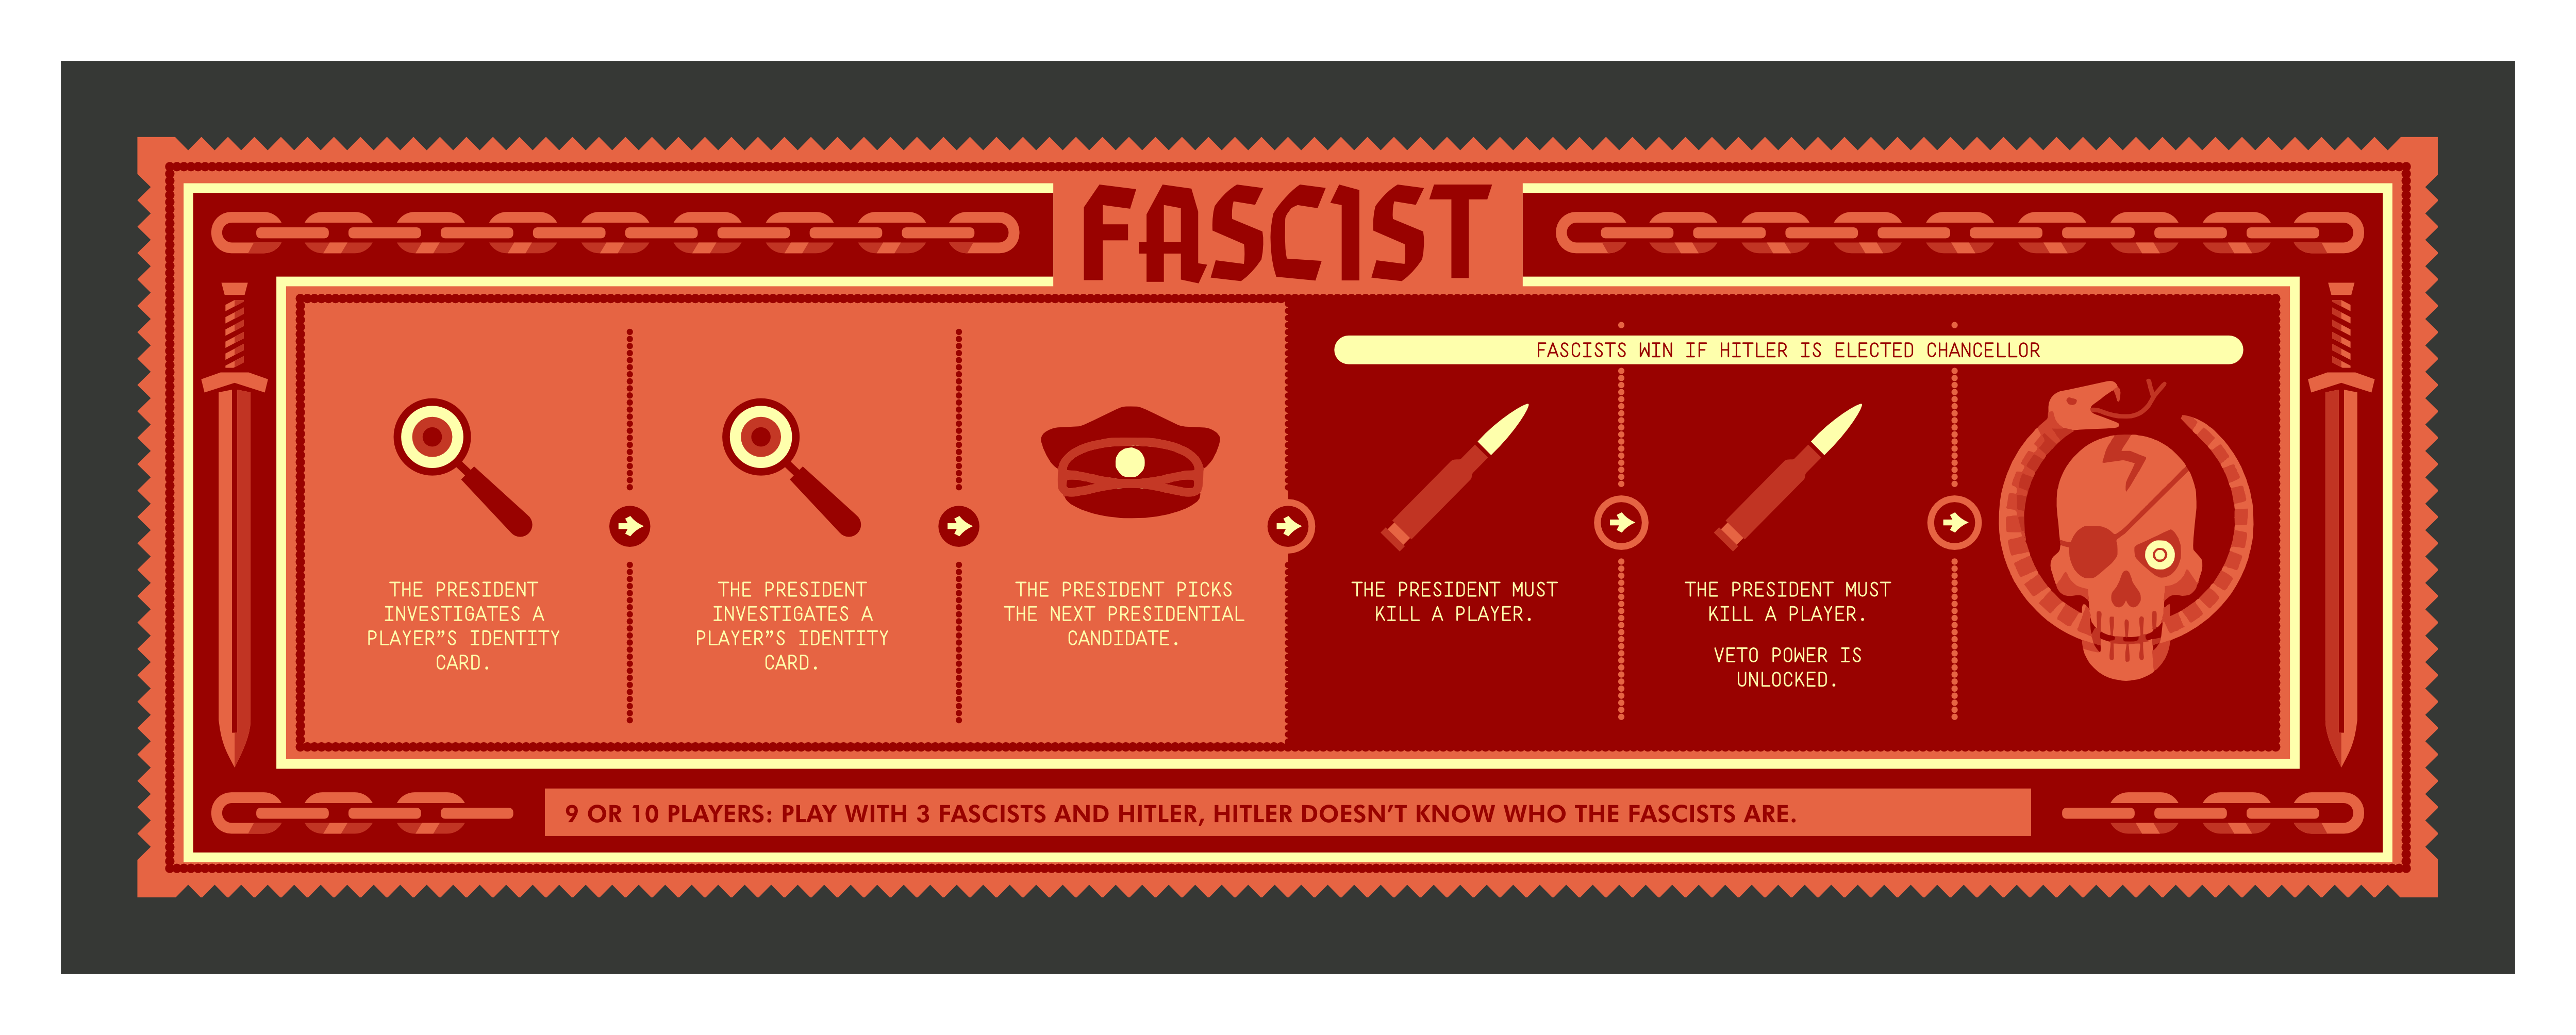 FASCIST
FASCISTS WIN IF HITLER IS ELECTED CHANCELLOR
THE PRESIDENT
INVESTIGATES A
PLAYER”S IDENTITY
CARD.
THE PRESIDENT
INVESTIGATES A
PLAYER”S IDENTITY
CARD.
THE PRESIDENT PICKS
THE NEXT PRESIDENTIAL
CANDIDATE.
THE PRESIDENT MUST
KILL A PLAYER.
THE PRESIDENT MUST
KILL A PLAYER.
VETO POWER IS
UNLOCKED.
9 OR 10 PLAYERS: PLAY WITH 3 FASCISTS AND HITLER, HITLER DOESN’T KNOW WHO THE FASCISTS ARE.